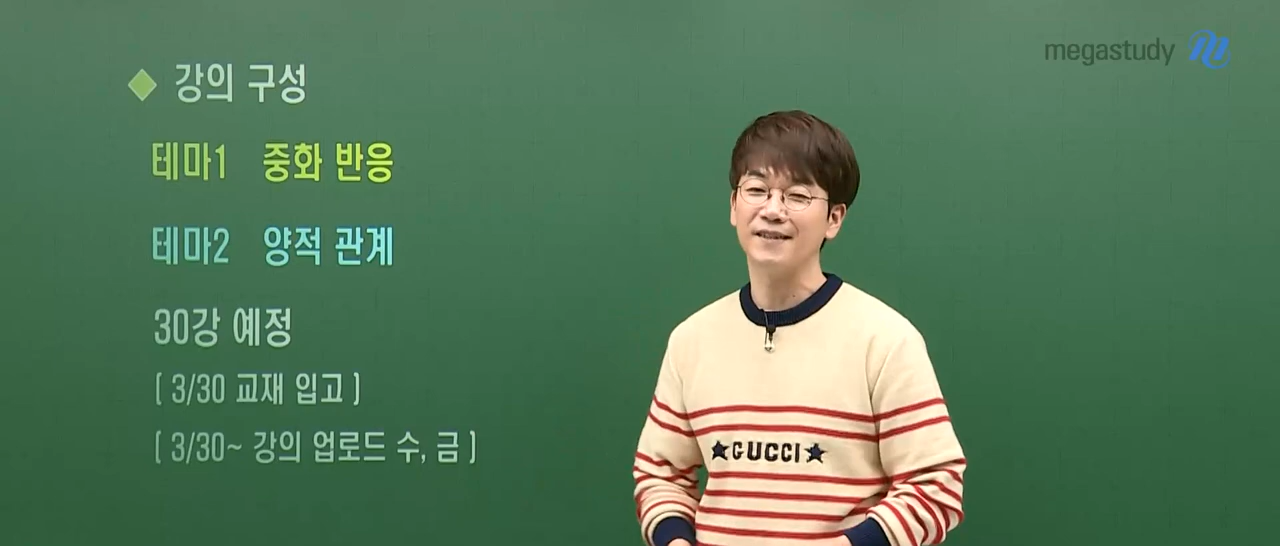 megastudy
◆ 강의 구성
테마1 중화 반응
테마2 양적 관계
30강 예정
[ 3/30 교재 입고 ]
[ 3/30~ 강의 업로드 수, 금 ]
★GUCCI★